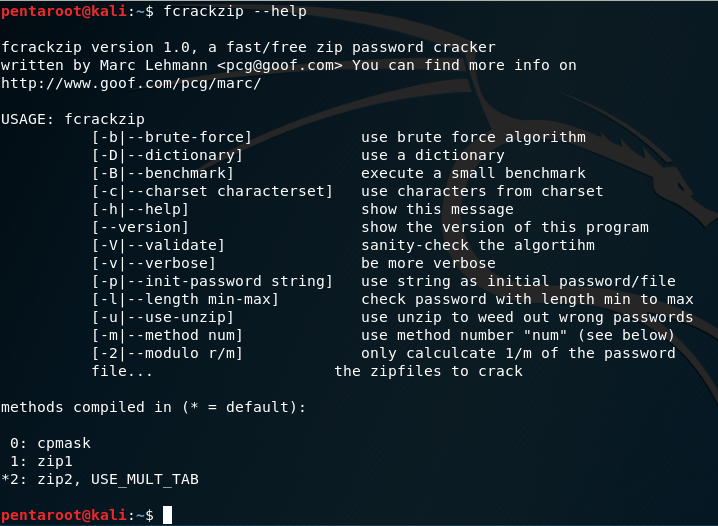 pentaroot@kali:~$ fcrackzip --help
fcrackzip version 1.0, a fast/free zip password cracker
written by Marc Lehmann <pcg@goof.com> You can find more info on
http://www.goof.com/pcg/marc/
USAGE: fcrackzip
[-b|--brute-force] use brute force algorithm
[-D|--dictionary] use a dictionary
[-B|--benchmark] execute a small benchmark
[-c|--charset characterset] use characters from charset
[-h|--help] show this message
[--version] show the version of this program
[-V|--validate] sanity-check the algortihm
[-v|--verbose] be more verbose
[-p|--init-password string] use string as initial password/file
[-l|--length min-max] check password with length min to max
[-u|--use-unzip] use unzip to weed out wrong passwords
[-m|--method num] use method number "num" (see below)
[-2|--modulo r/m] only calculcate 1/m of the password
file... the zipfiles to crack
methods compiled in (* = default):
0: cpmask
1: zip1
*2: zip2, USE_MULT_TAB
pentaroot@kali:~$